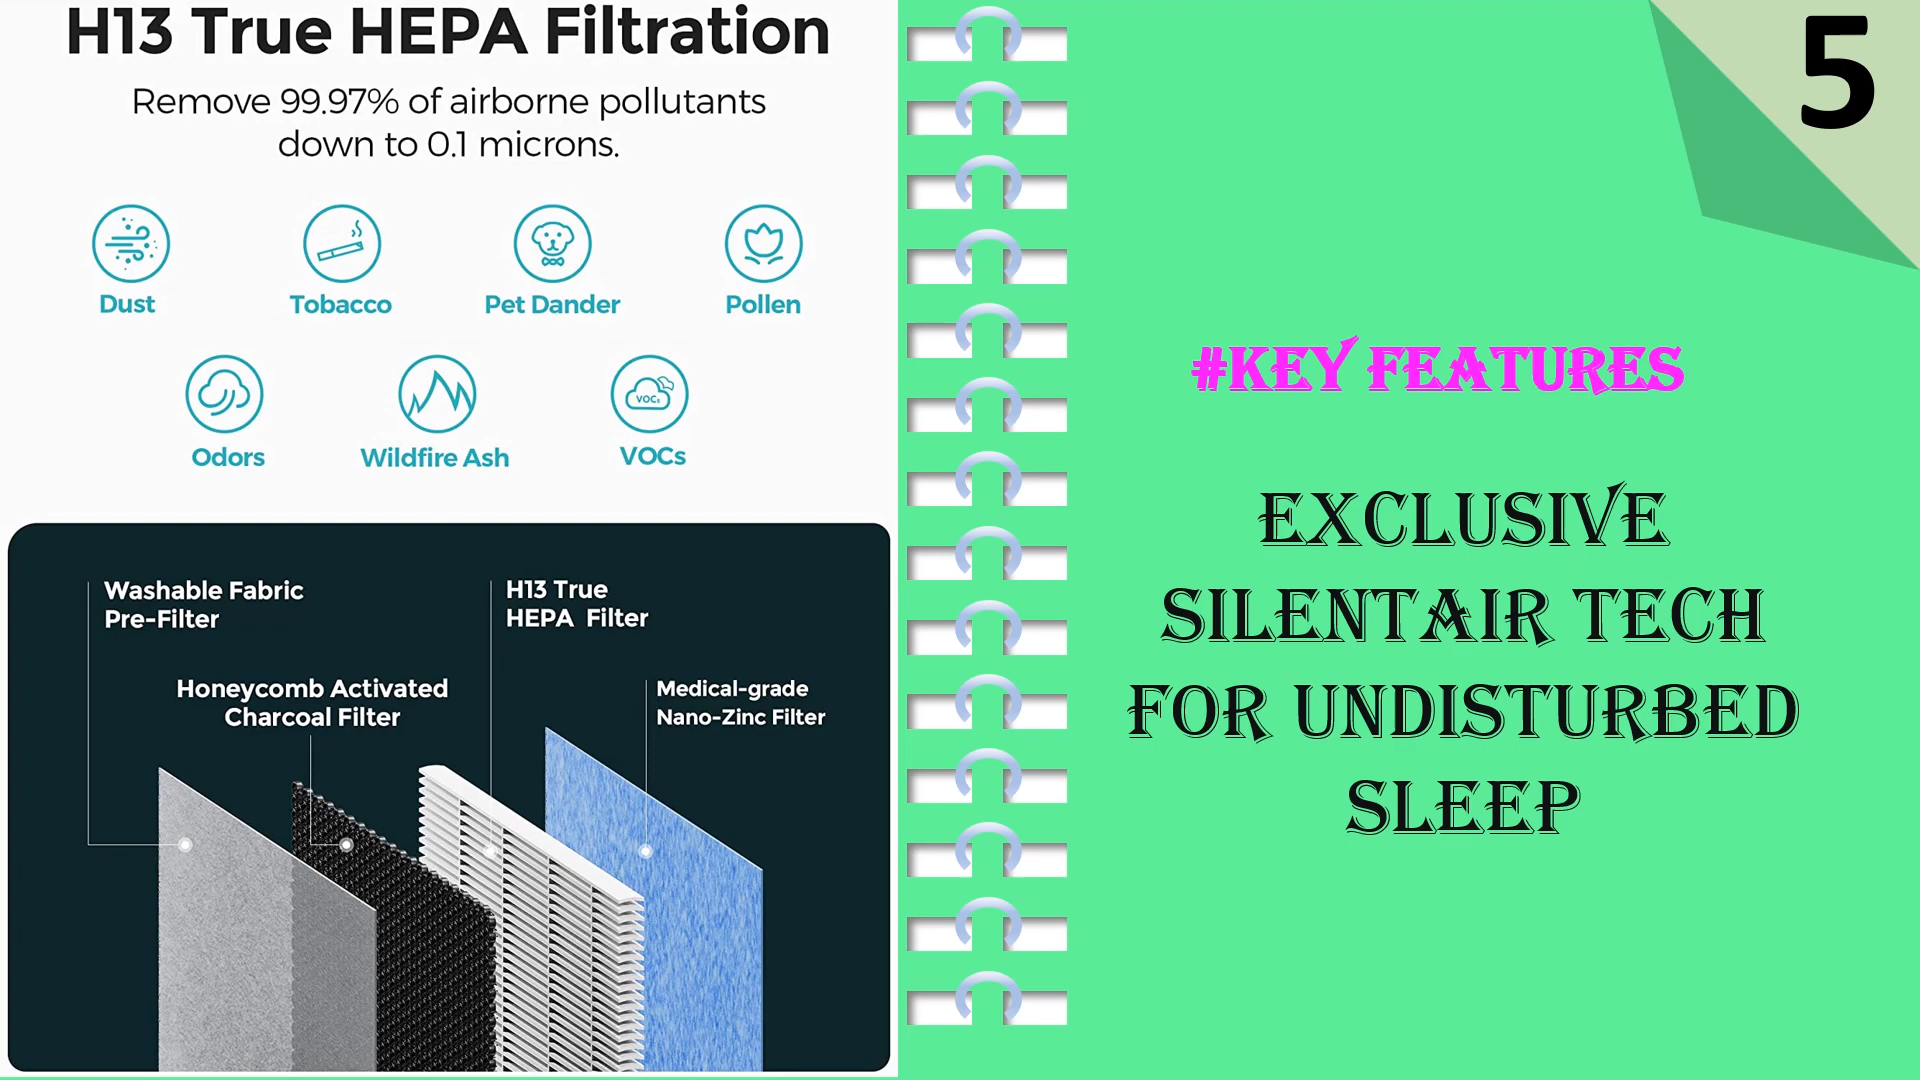 H13 True HEPA Filtration
Remove 99.97% of airborne pollutants
down to 0.1 microns.
Dust
Tobacco
Pet Dander
Pollen
Odors
Wildfire Ash
VOCs
VOCs
Washable Fabric
Pre-Filter
H13 True
HEPA Filter
Honeycomb Activated
Charcoal Filter
Medical-grade
Nano-Zinc Filter
5
#KEY FEATURES
EXCLUSIVE
SILENTAIR TECH
FOR UNDISTURBED
SLEEP